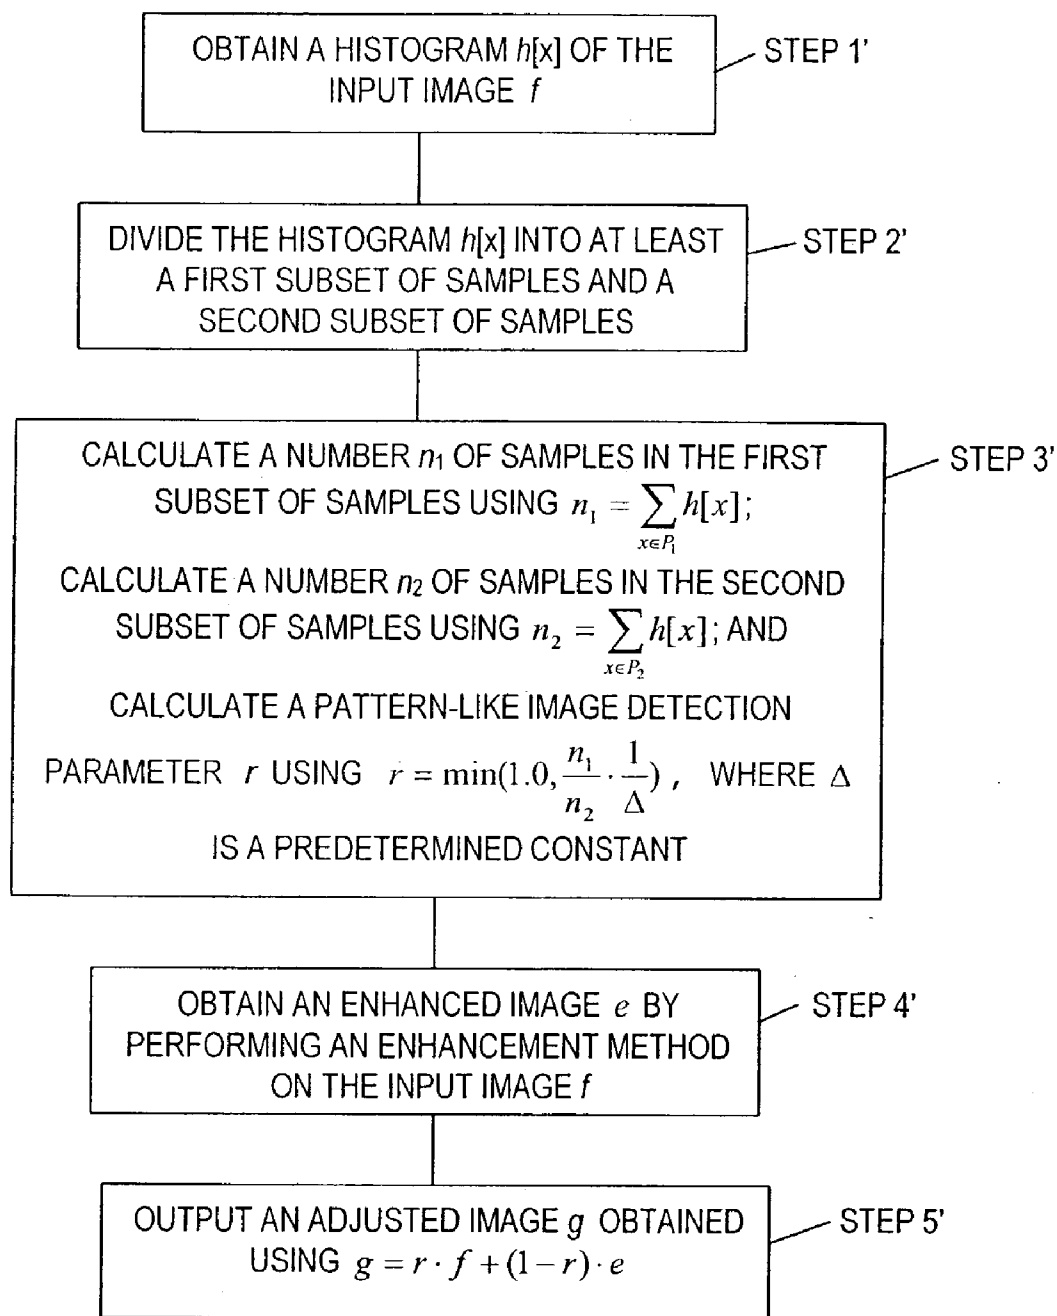 OBTAIN A HISTOGRAM h[x] OF THE
INPUT IMAGE f
STEP 1'
DIVIDE THE HISTOGRAM h[x] INTO AT LEAST
A FIRST SUBSET OF SAMPLES AND A
SECOND SUBSET OF SAMPLES
STEP 2'
CALCULATE A NUMBER n₁ OF SAMPLES IN THE FIRST
SUBSET OF SAMPLES USING n₁ = ∑_{x∈P₁} h[x];
CALCULATE A NUMBER n₂ OF SAMPLES IN THE SECOND
SUBSET OF SAMPLES USING n₂ = ∑_{x∈P₂} h[x]; AND
CALCULATE A PATTERN-LIKE IMAGE DETECTION
PARAMETER r USING r = min(1.0, n₁/n₂ · 1/Δ) , WHERE Δ
IS A PREDETERMINED CONSTANT
STEP 3'
OBTAIN AN ENHANCED IMAGE e BY
PERFORMING AN ENHANCEMENT METHOD
ON THE INPUT IMAGE f
STEP 4'
OUTPUT AN ADJUSTED IMAGE g OBTAINED
USING g = r · f + (1 − r) · e
STEP 5'